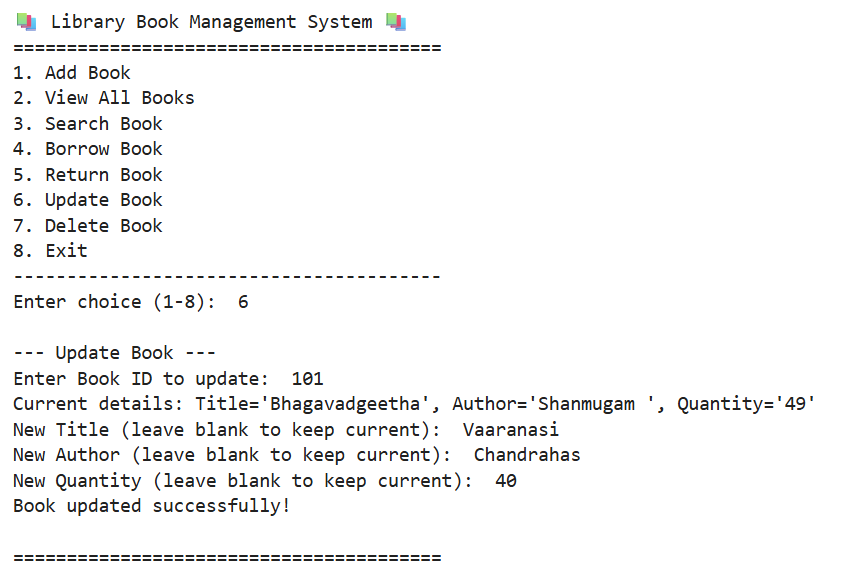 📚 Library Book Management System 📚
========================================
1. Add Book
2. View All Books
3. Search Book
4. Borrow Book
5. Return Book
6. Update Book
7. Delete Book
8. Exit
----------------------------------------
Enter choice (1-8):  6
--- Update Book ---
Enter Book ID to update:  101
Current details: Title='Bhagavadgeetha', Author='Shanmugam ', Quantity='49'
New Title (leave blank to keep current):  Vaaranasi
New Author (leave blank to keep current):  Chandrahas
New Quantity (leave blank to keep current):  40
Book updated successfully!
========================================